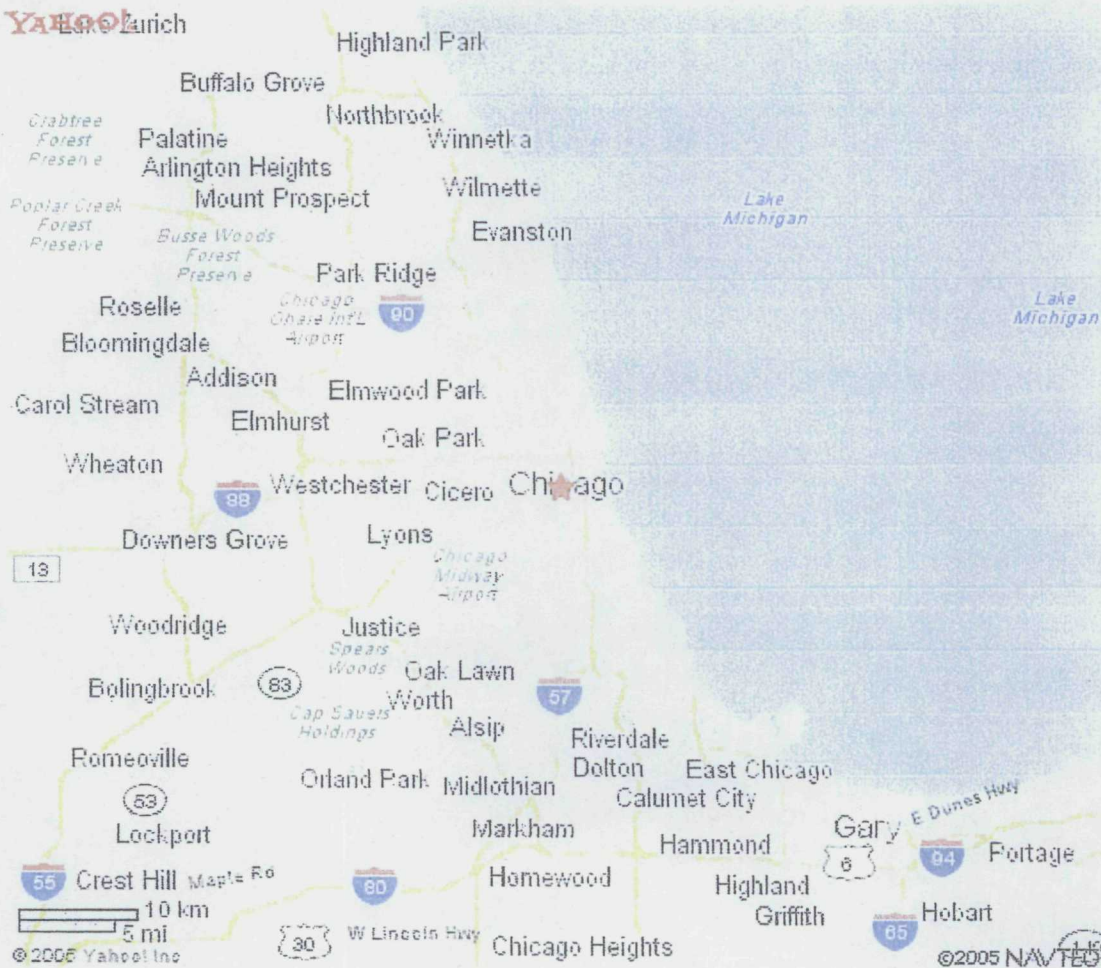 YAHOO!
Lake Zurich
Highland Park
Buffalo Grove
Northbrook
Crabtree
Forest
Preserve
Palatine
Winnetka
Arlington Heights
Mount Prospect
Wilmette
Poplar Creek
Forest
Preserve
Lake
Michigan
Busse Woods
Forest
Preserve
Evanston
Park Ridge
Roselle
Chicago
Ohare Int'L
Airport
90
Lake
Michigan
Bloomingdale
Addison
Elmwood Park
Carol Stream
Elmhurst
Oak Park
Wheaton
88
Westchester
Cicero
Chicago
Downers Grove
Lyons
Chicago
Midway
Airport
13
Woodridge
Justice
Spears
Woods
Oak Lawn
Bolingbrook
83
Worth
57
Cap Sauers
Holdings
Alsip
Riverdale
Romeoville
Orland Park
Midlothian
Dolton
East Chicago
53
Calumet City
Lockport
Markham
Gary
E Dunes Hwy
Hammond
6
94
Portage
55
Crest Hill
Maple Rd
80
Homewood
Highland
Griffith
10 km
5 mi
65
Hobart
30
W Lincoln Hwy
Chicago Heights
© 2005 Yahoo! Inc
©2005 NAVTEQ